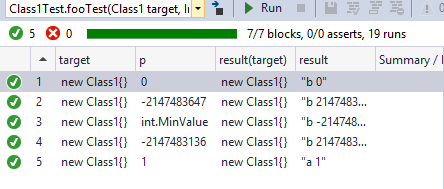 Class1Test.fooTest(Class1 target, I Run
5 0 7/7 blocks, 0/0 asserts, 19 runs
target p result(target) result Summary / I
1 new Class1{} 0 new Class1{} "b 0"
2 new Class1{} -2147483647 new Class1{} "b 2147483...
3 new Class1{} int.MinValue new Class1{} "b -2147483...
4 new Class1{} -2147483136 new Class1{} "b 2147483...
5 new Class1{} 1 new Class1{} "a 1"